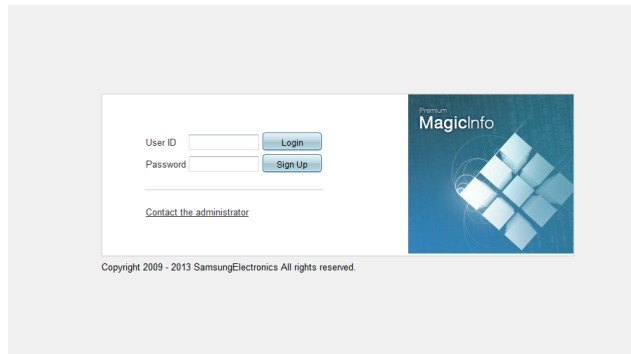 Premium
MagicInfo
User ID
Login
Password
Sign Up
Contact the administrator
Copyright 2009 - 2013 SamsungElectronics All rights reserved.